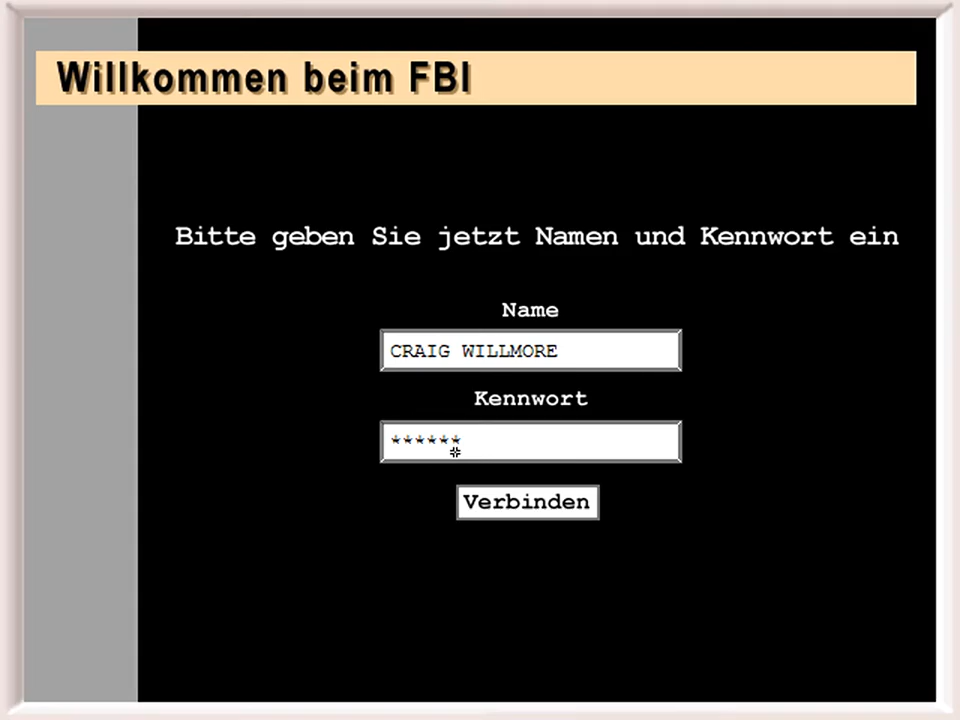 Willkommen beim FBI
Bitte geben Sie jetzt Namen und Kennwort ein
Name
CRAIG WILLMORE
Kennwort
******
Verbinden